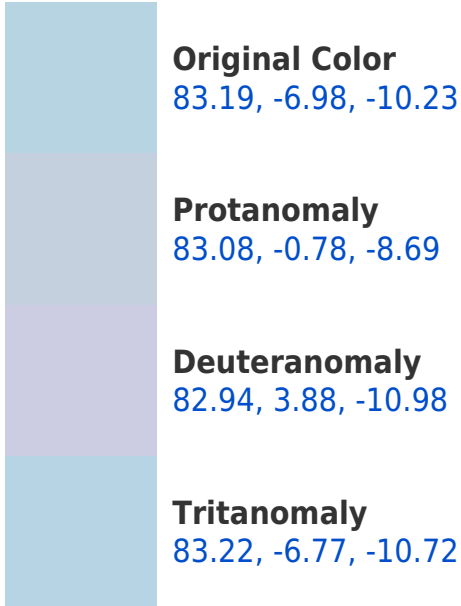 Original Color
83.19, -6.98, -10.23
Protanomaly
83.08, -0.78, -8.69
Deuteranomaly
82.94, 3.88, -10.98
Tritanomaly
83.22, -6.77, -10.72